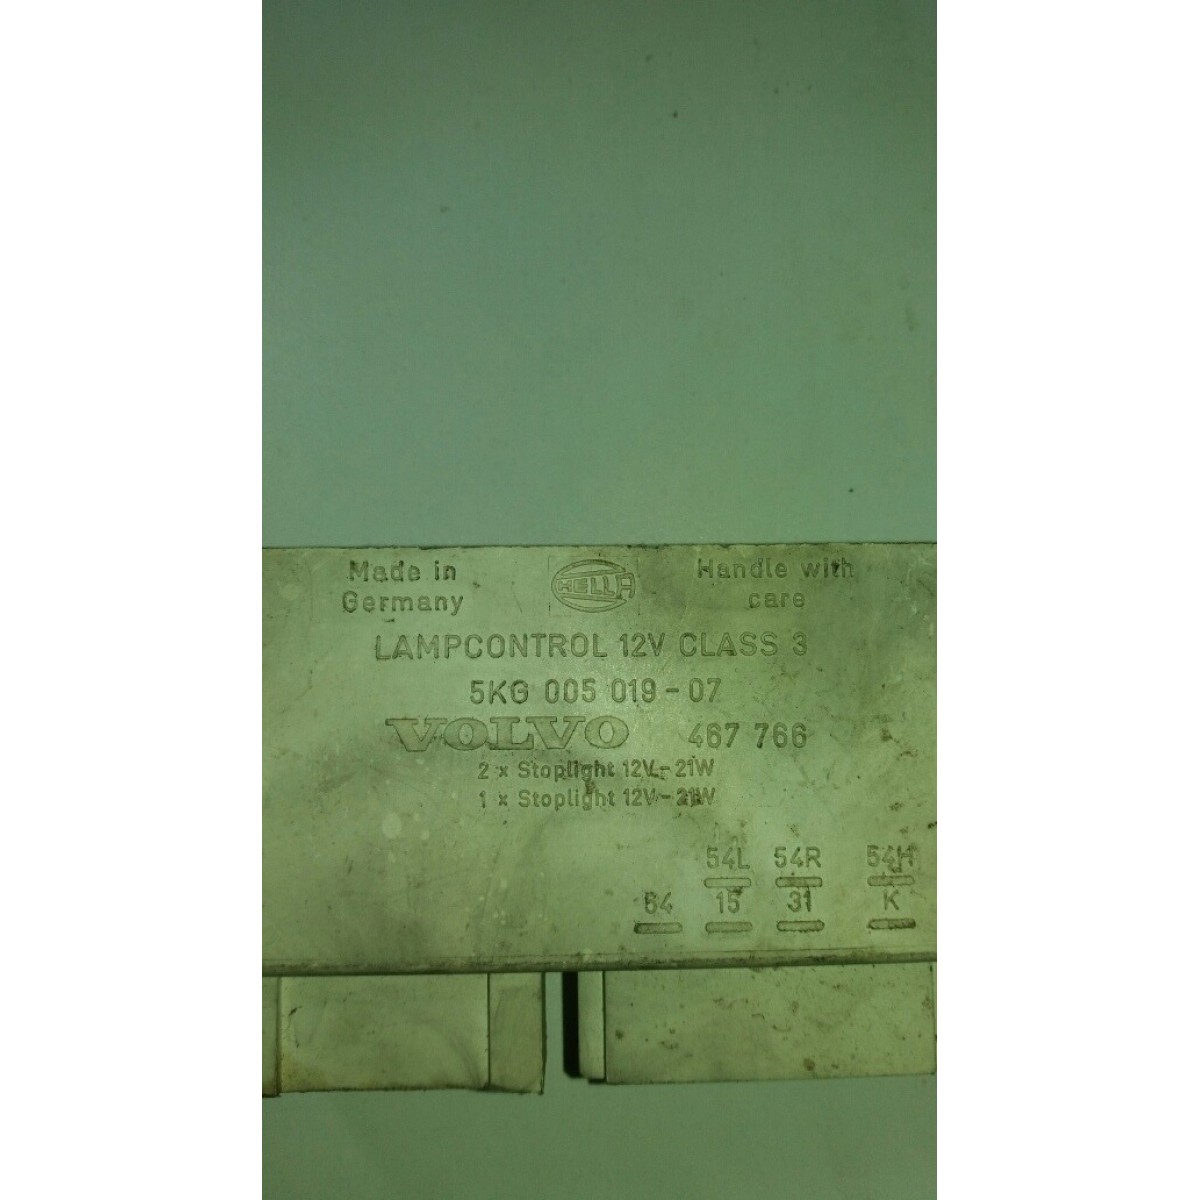 Made in
Germany
HELLA
Handle with
care
LAMPCONTROL 12V CLASS 3
5KG 005 019-07
VOLVO 467 766
2 x Stoplight 12V-21W
1 x Stoplight 12V-21W
54L 54R 54H
54 15 31 K